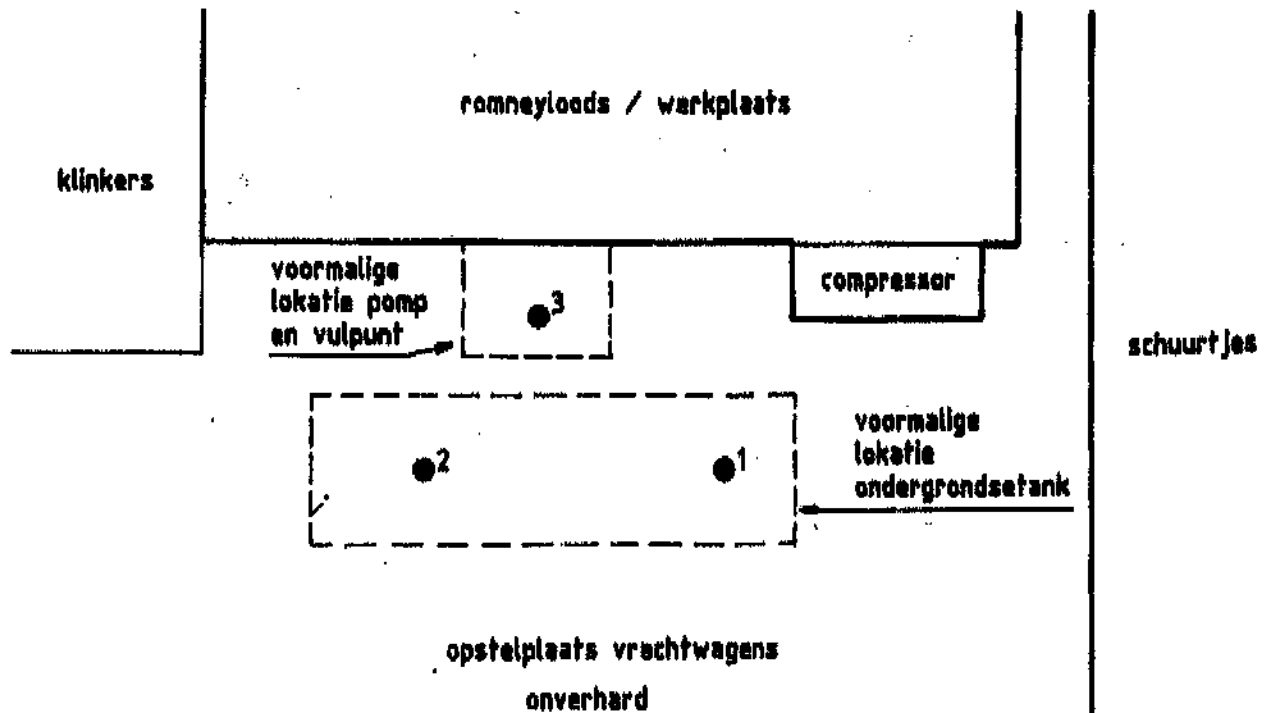 romneyloods / werkplaats
klinkers
voormalige
lokatie pomp
en vulpunt
3
compressor
schuurtjes
2
1
voormalige
lokatie
ondergrondsetank
opstelplaats vrachtwagens
onverhard